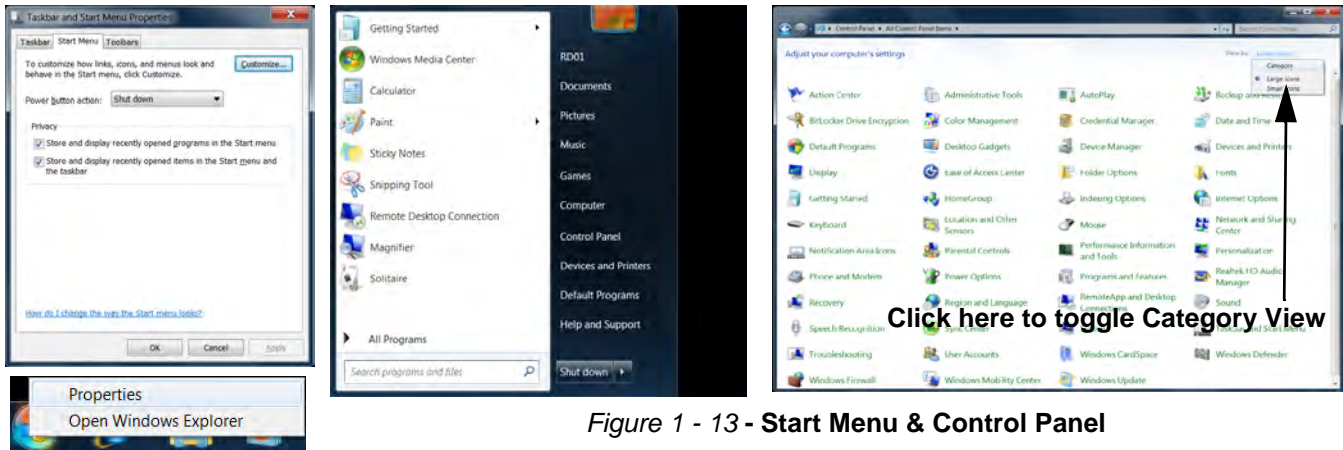 Taskbar and Start Menu Properties
Taskbar Start Menu Toolbars
To customize how links, icons, and menus look and
behave in the Start menu, click Customize.
Customize...
Power button action: Shut down
Privacy
Store and display recently opened programs in the Start menu
Store and display recently opened items in the Start menu and
the taskbar
How do I change the way the Start menu looks?
OK Cancel Apply
Properties
Open Windows Explorer
Getting Started
Windows Media Center
Calculator
Paint
Sticky Notes
Snipping Tool
Remote Desktop Connection
Magnifier
Solitaire
All Programs
Search programs and files
RD01
Documents
Pictures
Music
Games
Computer
Control Panel
Devices and Printers
Default Programs
Help and Support
Shut down
Control Panel All Control Panel Items
Adjust your computer's settings
View by:
Category
Large icons
Small icons
Action Center Administrative Tools AutoPlay Backup and
BitLocker Drive Encryption Color Management Credential Manager Date and Time
Default Programs Desktop Gadgets Device Manager Devices and Printers
Display Ease of Access Center Folder Options Fonts
Getting Started HomeGroup Indexing Options Internet Options
Keyboard Location and Other Sensors Mouse Network and Sharing Center
Notification Area Icons Parental Controls Performance Information and Tools Personalization
Phone and Modem Power Options Programs and Features Realtek HD Audio Manager
Recovery Region and Language RemoteApp and Desktop Connections Sound
Click here to toggle Category View
Speech Recognition Sync Center Taskbar and Start Menu
Troubleshooting User Accounts Windows CardSpace Windows Defender
Windows Firewall Windows Mobility Center Windows Update
Figure 1 - 13 - Start Menu & Control Panel